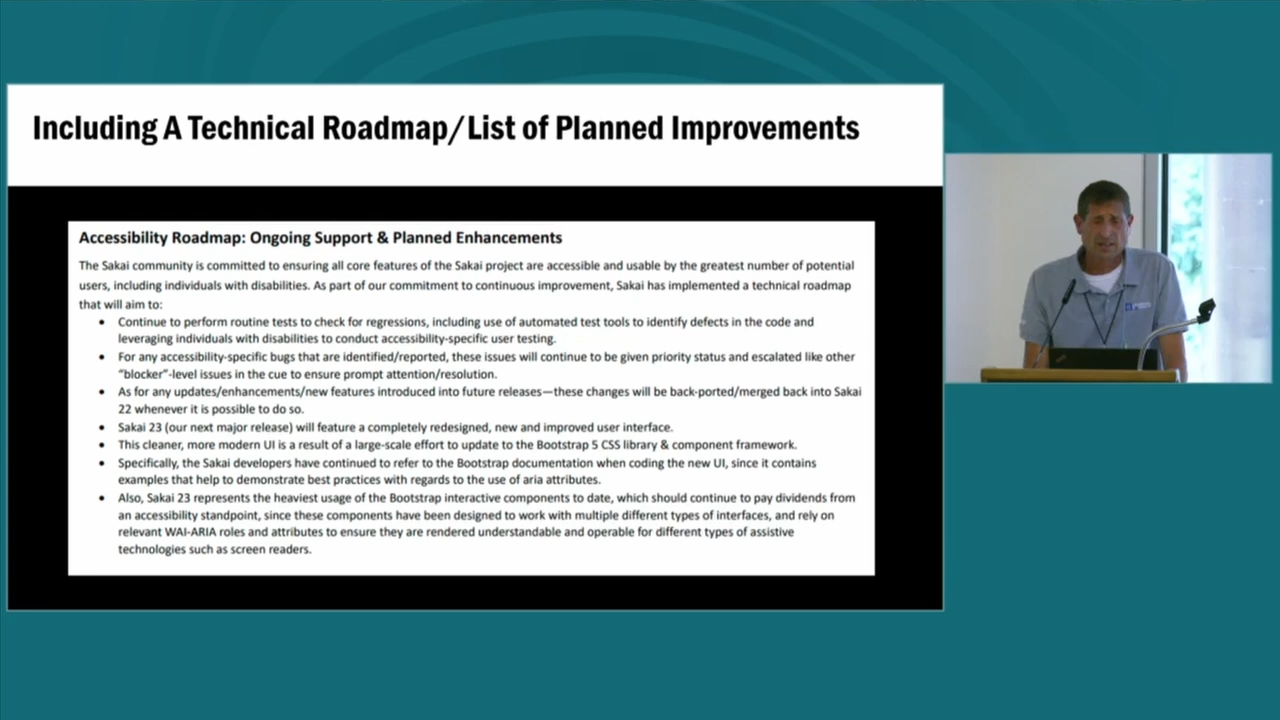 Including A Technical Roadmap/List of Planned Improvements
Accessibility Roadmap: Ongoing Support & Planned Enhancements
The Sakai community is committed to ensuring all core features of the Sakai project are accessible and usable by the greatest number of potential
users, including individuals with disabilities. As part of our commitment to continuous improvement, Sakai has implemented a technical roadmap
that will aim to:
• Continue to perform routine tests to check for regressions, including use of automated test tools to identify defects in the code and
leveraging individuals with disabilities to conduct accessibility-specific user testing.
• For any accessibility-specific bugs that are identified/reported, these issues will continue to be given priority status and escalated like other
“blocker”-level issues in the cue to ensure prompt attention/resolution.
• As for any updates/enhancements/new features introduced into future releases—these changes will be back-ported/merged back into Sakai
22 whenever it is possible to do so.
• Sakai 23 (our next major release) will feature a completely redesigned, new and improved user interface.
• This cleaner, more modern UI is a result of a large-scale effort to update to the Bootstrap 5 CSS library & component framework.
• Specifically, the Sakai developers have continued to refer to the Bootstrap documentation when coding the new UI, since it contains
examples that help to demonstrate best practices with regards to the use of aria attributes.
• Also, Sakai 23 represents the heaviest usage of the Bootstrap interactive components to date, which should continue to pay dividends from
an accessibility standpoint, since these components have been designed to work with multiple different types of interfaces, and rely on
relevant WAI-ARIA roles and attributes to ensure they are rendered understandable and operable for different types of assistive
technologies such as screen readers.